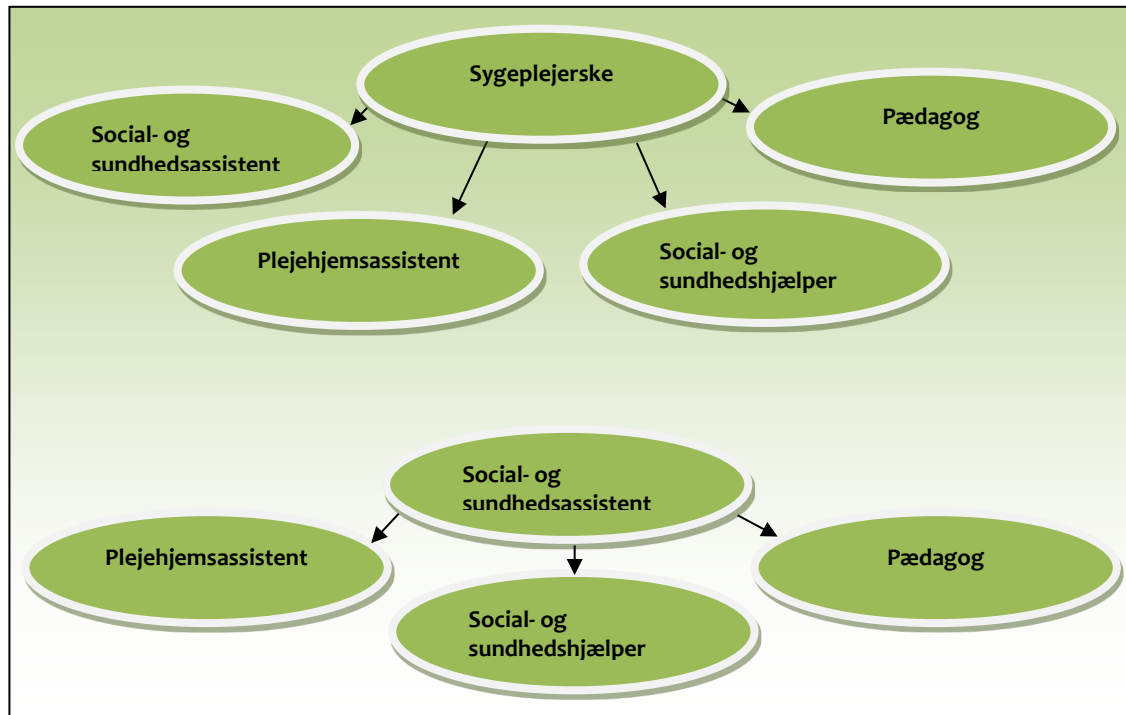 Sygeplejerske
Pædagog
Social- og
sundhedsassistent
Plejehjemsassistent
Social- og
sundhedshjælper
Social- og
sundhedsassistent
Plejehjemsassistent
Pædagog
Social- og
sundhedshjælper